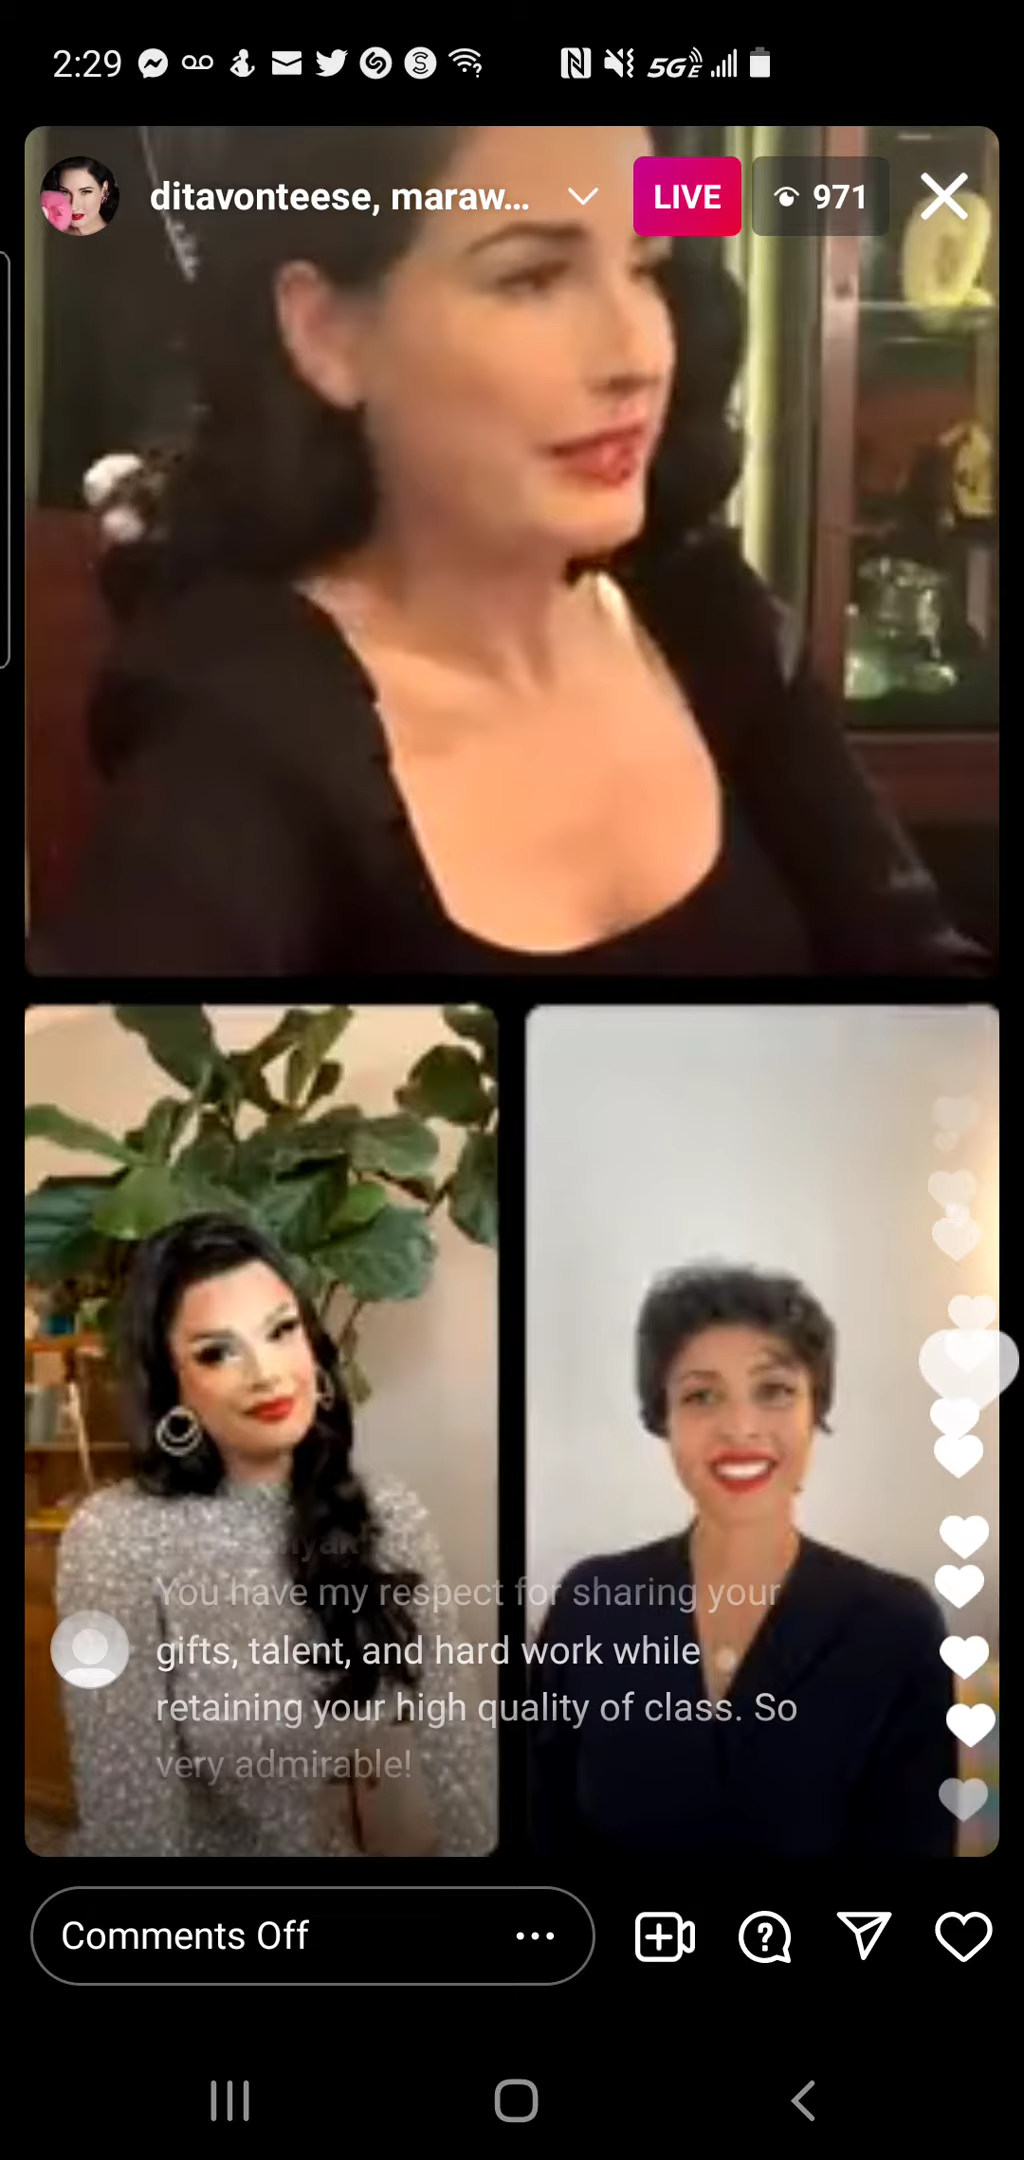 2:29
5GE
ditavonteese, maraw...
LIVE
971
You have my respect for sharing your
gifts, talent, and hard work while
retaining your high quality of class. So
very admirable!
Comments Off